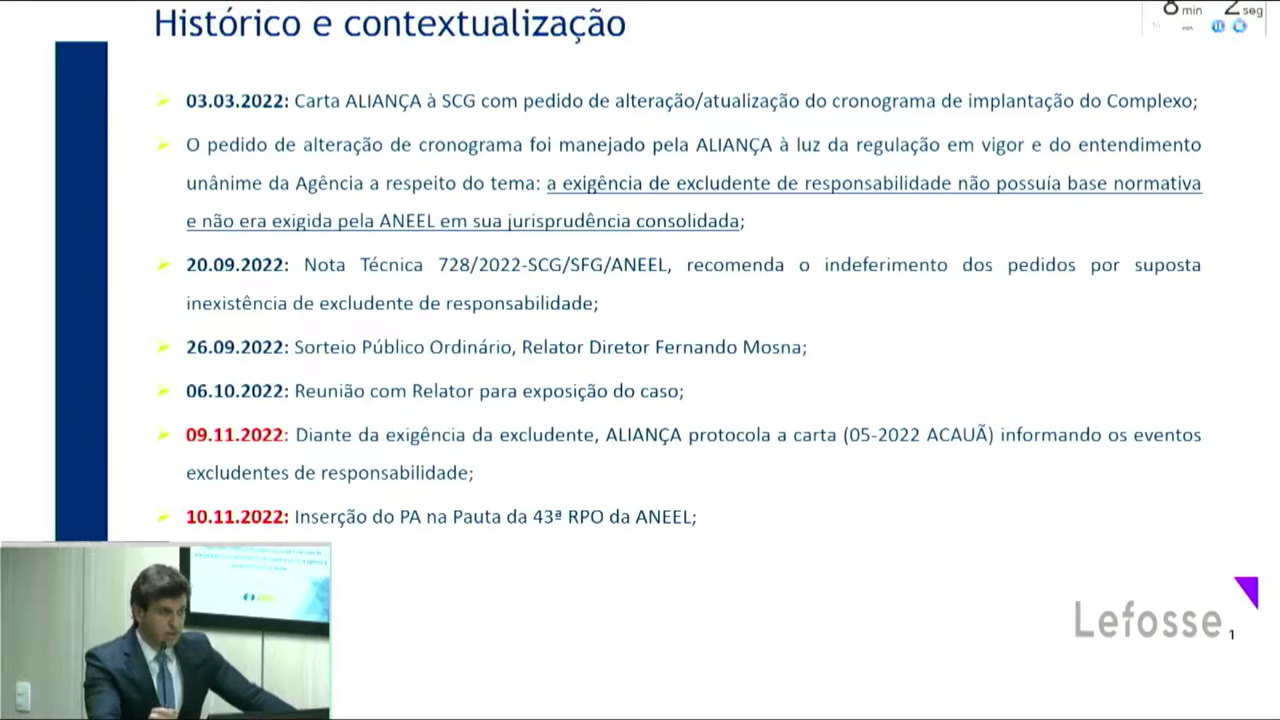 Histórico e contextualização
8 min 2 seg
03.03.2022: Carta ALIANÇA à SCG com pedido de alteração/atualização do cronograma de implantação do Complexo;
O pedido de alteração de cronograma foi manejado pela ALIANÇA à luz da regulação em vigor e do entendimento
unânime da Agência a respeito do tema: a exigência de excludente de responsabilidade não possuía base normativa
e não era exigida pela ANEEL em sua jurisprudência consolidada;
20.09.2022: Nota Técnica 728/2022-SCG/SFG/ANEEL, recomenda o indeferimento dos pedidos por suposta
inexistência de excludente de responsabilidade;
26.09.2022: Sorteio Público Ordinário, Relator Diretor Fernando Mosna;
06.10.2022: Reunião com Relator para exposição do caso;
09.11.2022: Diante da exigência da excludente, ALIANÇA protocola a carta (05-2022 ACAUÃ) informando os eventos
excludentes de responsabilidade;
10.11.2022: Inserção do PA na Pauta da 43ª RPO da ANEEL;
Lefosse 1